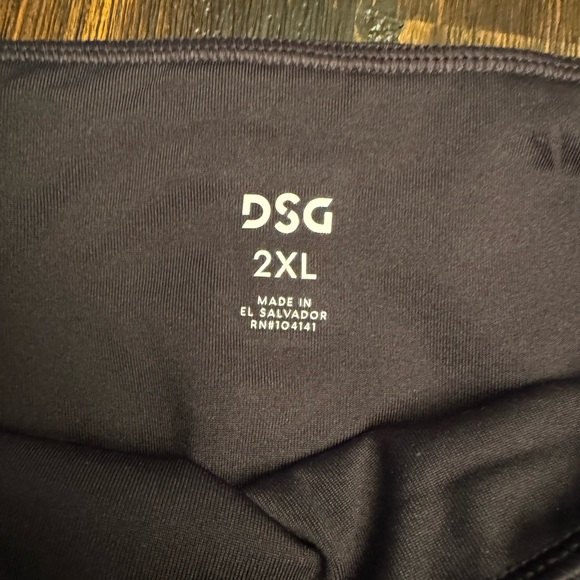 DSG
2XL
MADE IN
EL SALVADOR
RN#104141